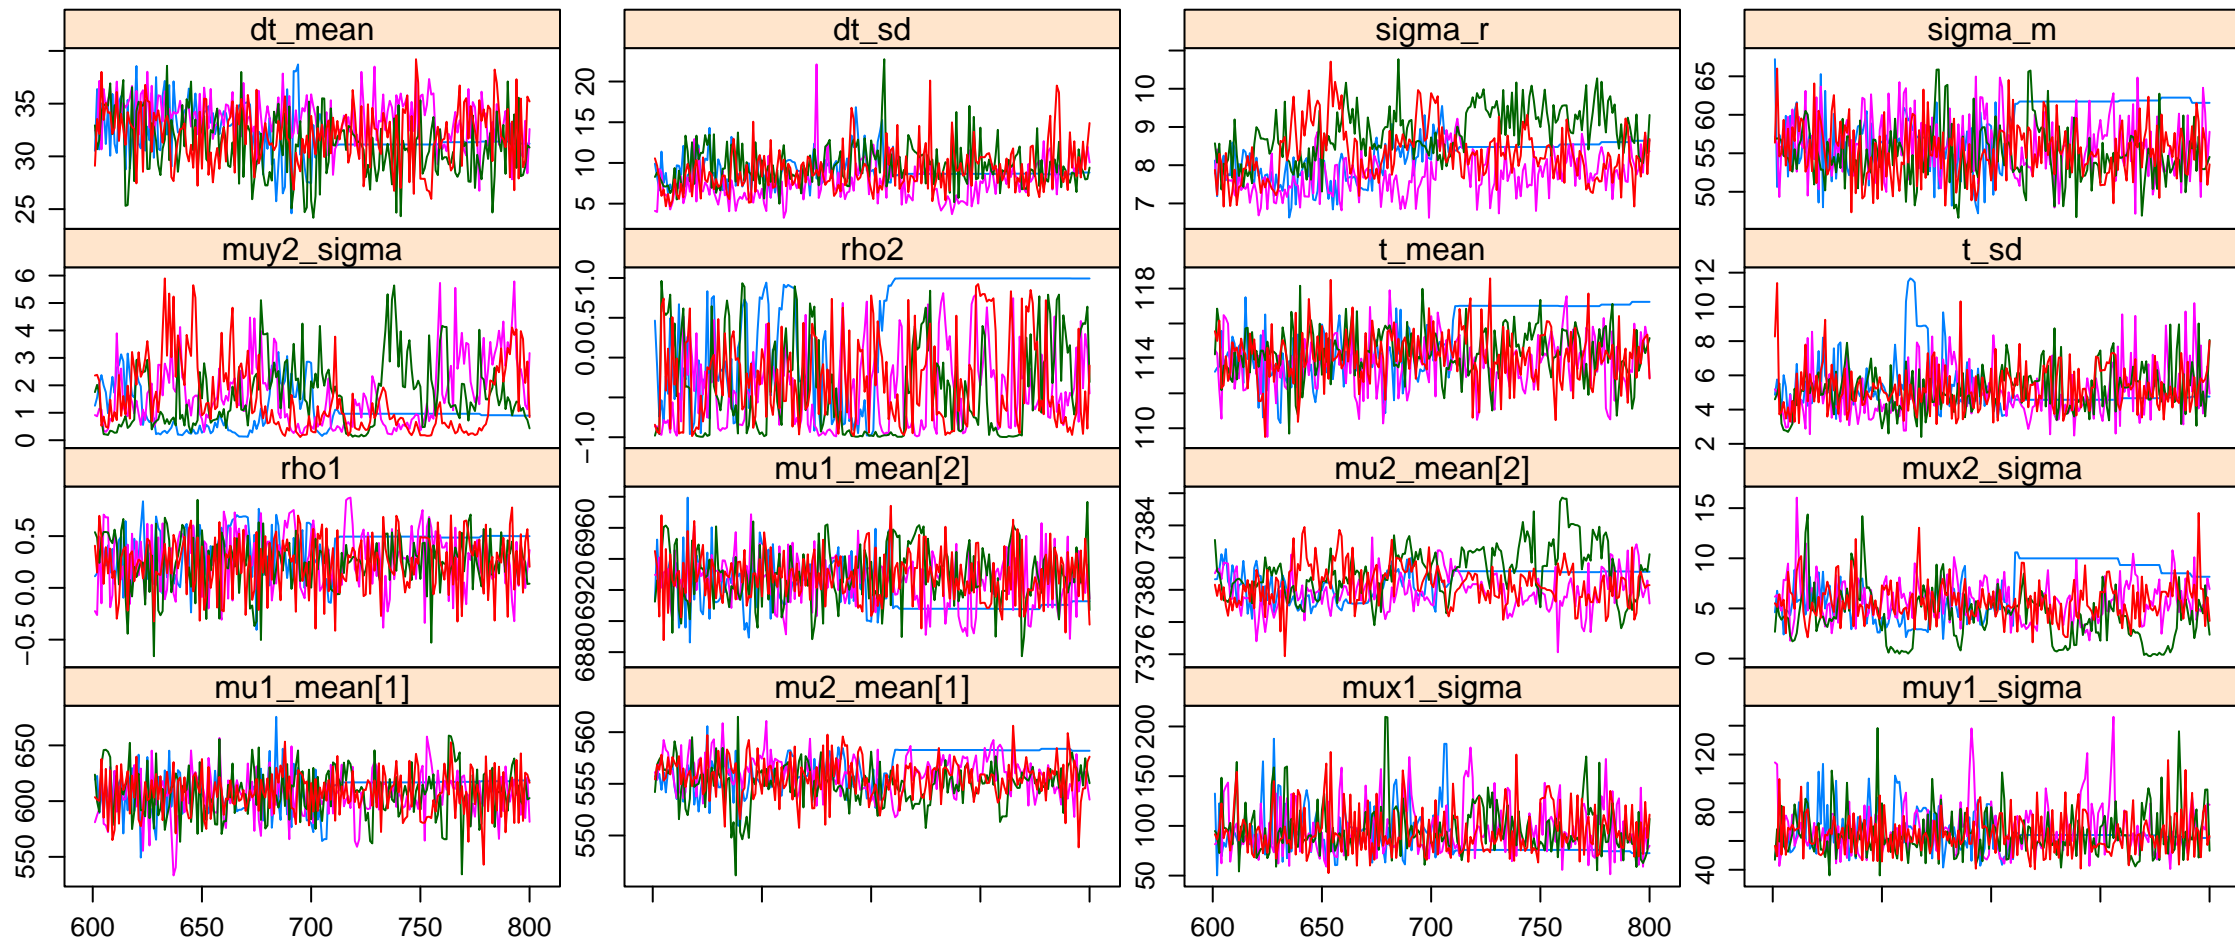 dt_mean dt_sd sigma_r sigma_m
25 30 35
5 10 15 20
7 8 9 10
50 55 60 65
muy2_sigma rho2 t_mean t_sd
0 1 2 3 4 5 6
−1.0 0.0 0.5 1.0
110 114 118
2 4 6 8 10 12
rho1 mu1_mean[2] mu2_mean[2] mux2_sigma
−0.5 0.0 0.5
6880 6920 6960
7376 7380 7384
0 5 10 15
mu1_mean[1] mu2_mean[1] mux1_sigma muy1_sigma
550 600 650
550 555 560
50 100 150 200
40 60 80 120
600 650 700 750 800
600 650 700 750 800